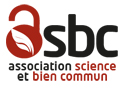 asbc
association science
et bien commun